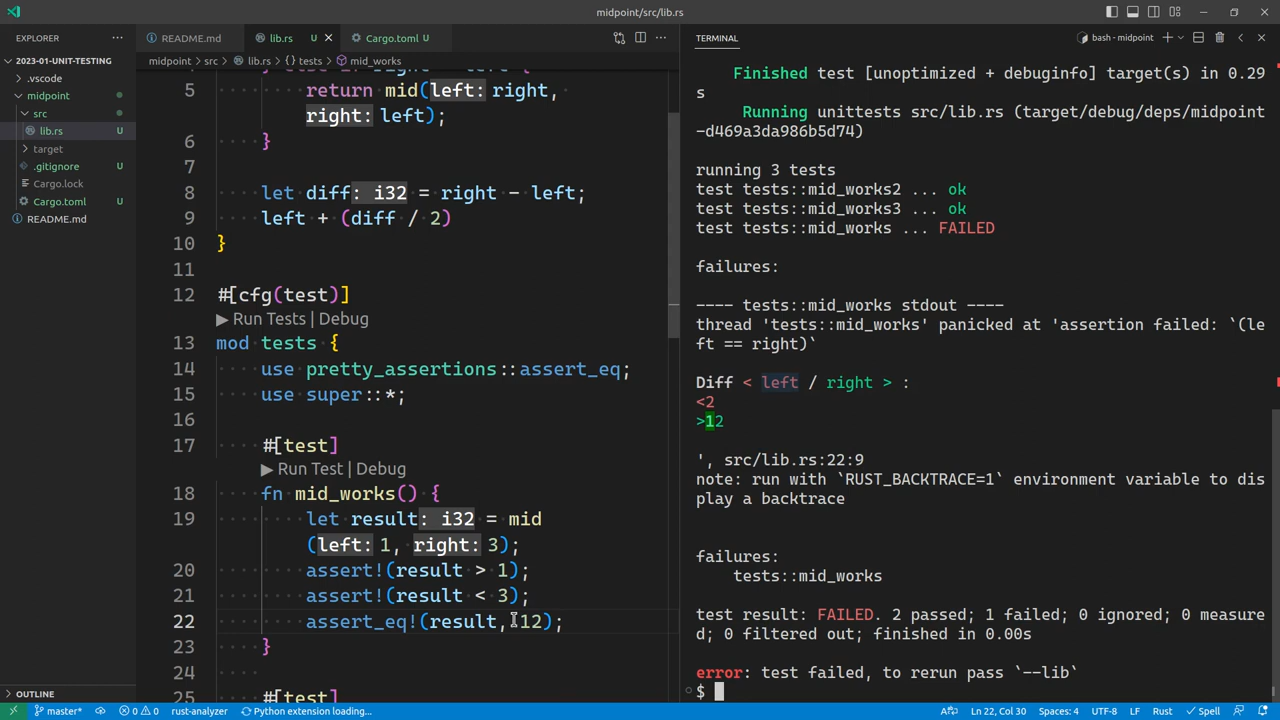 midpoint/src/lib.rs
EXPLORER
2023-01-UNIT-TESTING
.vscode
midpoint
src
lib.rs U
target
.gitignore U
Cargo.lock
Cargo.toml U
README.md
OUTLINE
README.md
lib.rs U
Cargo.toml U
midpoint > src > lib.rs > {} tests > mid_works
5 return mid(left: right,
right: left);
6 }
7
8 let diff: i32 = right - left;
9 left + (diff / 2)
10 }
11
12 #[cfg(test)]
▶ Run Tests | Debug
13 mod tests {
14 use pretty_assertions::assert_eq;
15 use super::*;
16
17 #[test]
▶ Run Test | Debug
18 fn mid_works() {
19 let result: i32 = mid
(left: 1, right: 3);
20 assert!(result > 1);
21 assert!(result < 3);
22 assert_eq!(result, 12);
23 }
24
25 #[test]
TERMINAL
bash - midpoint
Finished test [unoptimized + debuginfo] target(s) in 0.29
s
Running unittests src/lib.rs (target/debug/deps/midpoint
-d469a3da986b5d74)
running 3 tests
test tests::mid_works2 ... ok
test tests::mid_works3 ... ok
test tests::mid_works ... FAILED
failures:
---- tests::mid_works stdout ----
thread 'tests::mid_works' panicked at 'assertion failed: `(le
ft == right)`
Diff < left / right > :
<2
>12
', src/lib.rs:22:9
note: run with `RUST_BACKTRACE=1` environment variable to dis
play a backtrace
failures:
tests::mid_works
test result: FAILED. 2 passed; 1 failed; 0 ignored; 0 measure
d; 0 filtered out; finished in 0.00s
error: test failed, to rerun pass `--lib`
$
master* 0 0 rust-analyzer Python extension loading... Ln 22, Col 30 Spaces: 4 UTF-8 LF Rust Spell